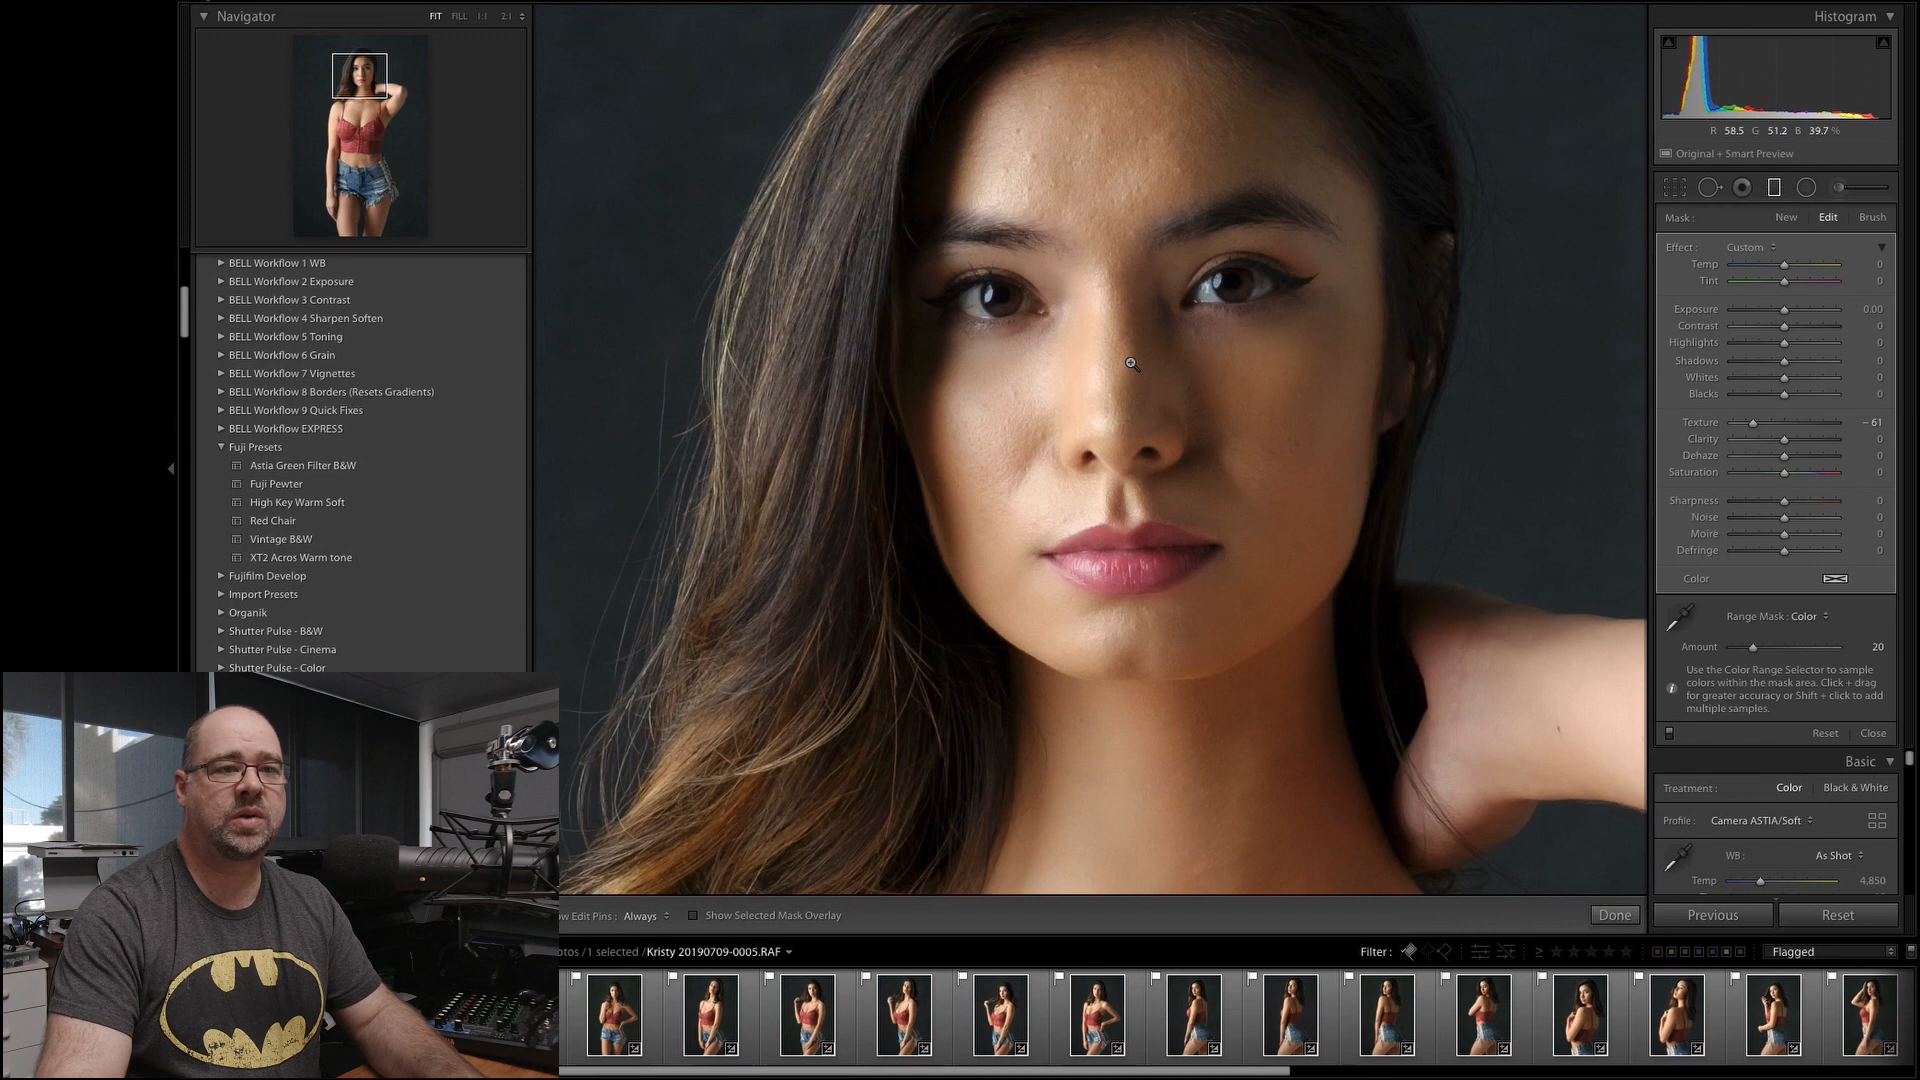 Navigator
FIT FILL 1:1 2:1
BELL Workflow 1 WB
BELL Workflow 2 Exposure
BELL Workflow 3 Contrast
BELL Workflow 4 Sharpen Soften
BELL Workflow 5 Toning
BELL Workflow 6 Grain
BELL Workflow 7 Vignettes
BELL Workflow 8 Borders (Resets Gradients)
BELL Workflow 9 Quick Fixes
BELL Workflow EXPRESS
Fuji Presets
Astia Green Filter B&W
Fuji Pewter
High Key Warm Soft
Red Chair
Vintage B&W
XT2 Acros Warm tone
Fujifilm Develop
Import Presets
Organik
Shutter Pulse - B&W
Shutter Pulse - Cinema
Shutter Pulse - Color
Histogram
R 58.5 G 51.2 B 39.7 %
Original + Smart Preview
Mask : New Edit Brush
Effect : Custom
Temp 0
Tint 0
Exposure 0.00
Contrast 0
Highlights 0
Shadows 0
Whites 0
Blacks 0
Texture – 61
Clarity 0
Dehaze 0
Saturation 0
Sharpness 0
Noise 0
Moiré 0
Defringe 0
Color
Range Mask : Color
Amount 20
Use the Color Range Selector to sample
colors within the mask area. Click + drag
for greater accuracy or Shift + click to add
multiple samples.
Reset Close
Basic
Treatment : Color Black & White
Profile : Camera ASTIA/Soft
WB : As Shot
Temp 4,850
Previous Reset
ow Edit Pins : Always Show Selected Mask Overlay Done
otos / 1 selected / Kristy 20190709-0005.RAF
Filter : ≥ Flagged